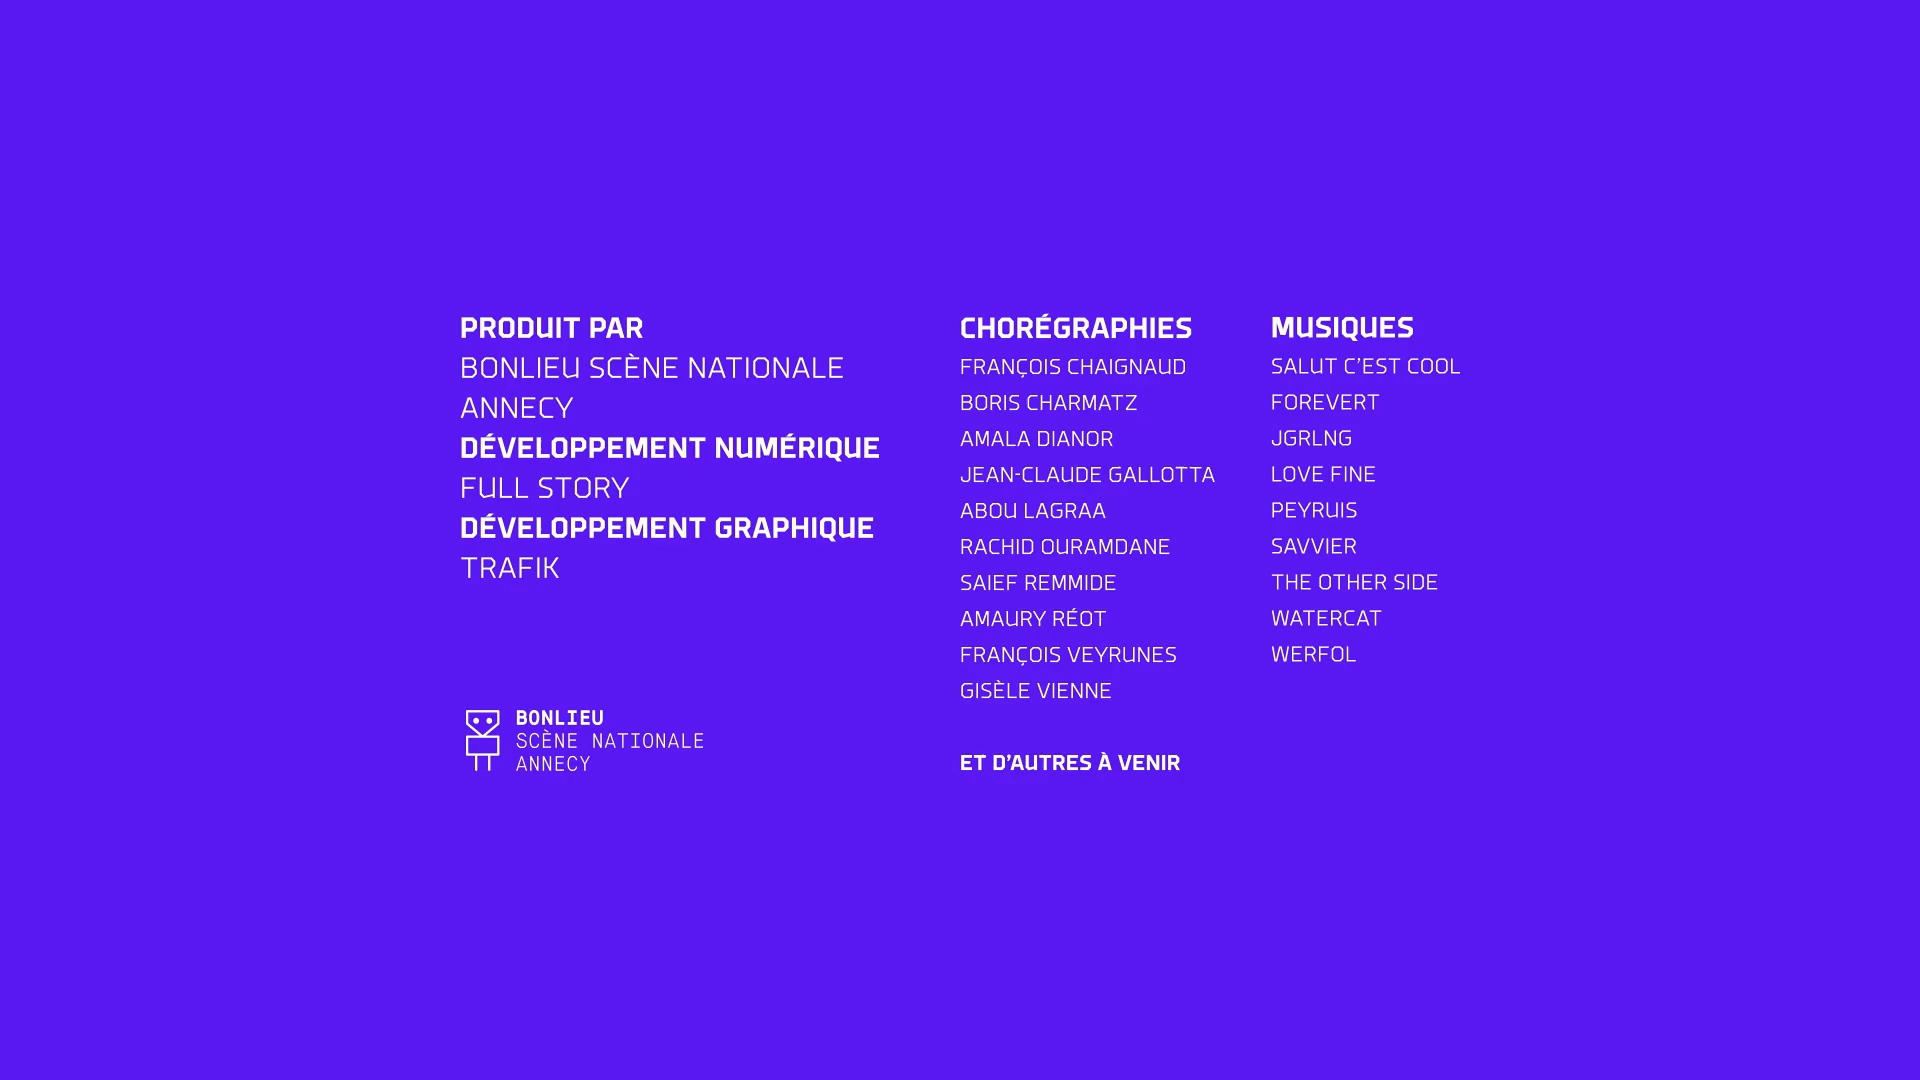 PRODUIT PAR
BONLIEU SCÈNE NATIONALE
ANNECY
DÉVELOPPEMENT NUMÉRIQUE
FULL STORY
DÉVELOPPEMENT GRAPHIQUE
TRAFIK
BONLIEU
SCÈNE NATIONALE
ANNECY
CHORÉGRAPHIES
FRANÇOIS CHAIGNAUD
BORIS CHARMATZ
AMALA DIANOR
JEAN-CLAUDE GALLOTTA
ABOU LAGRAA
RACHID OURAMDANE
SAIEF REMMIDE
AMAURY RÉOT
FRANÇOIS VEYRUNES
GISÈLE VIENNE
ET D’AUTRES À VENIR
MUSIQUES
SALUT C’EST COOL
FOREVERT
JGRLNG
LOVE FINE
PEYRUIS
SAVVIER
THE OTHER SIDE
WATERCAT
WERFOL